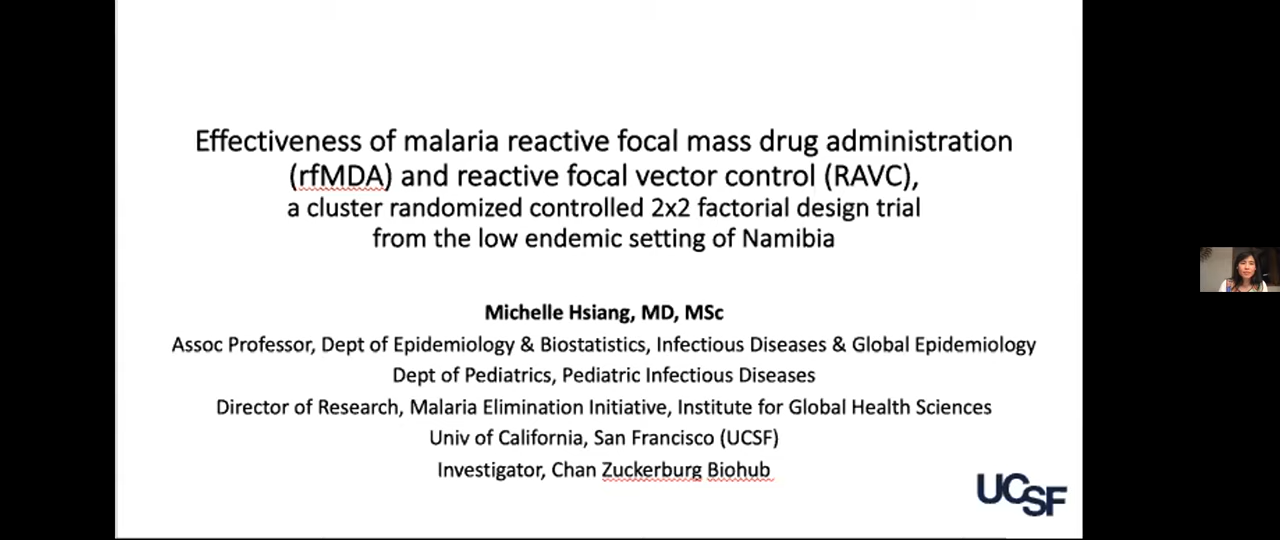 Effectiveness of malaria reactive focal mass drug administration
(rfMDA) and reactive focal vector control (RAVC),
a cluster randomized controlled 2x2 factorial design trial
from the low endemic setting of Namibia
Michelle Hsiang, MD, MSc
Assoc Professor, Dept of Epidemiology & Biostatistics, Infectious Diseases & Global Epidemiology
Dept of Pediatrics, Pediatric Infectious Diseases
Director of Research, Malaria Elimination Initiative, Institute for Global Health Sciences
Univ of California, San Francisco (UCSF)
Investigator, Chan Zuckerburg Biohub
UCSF